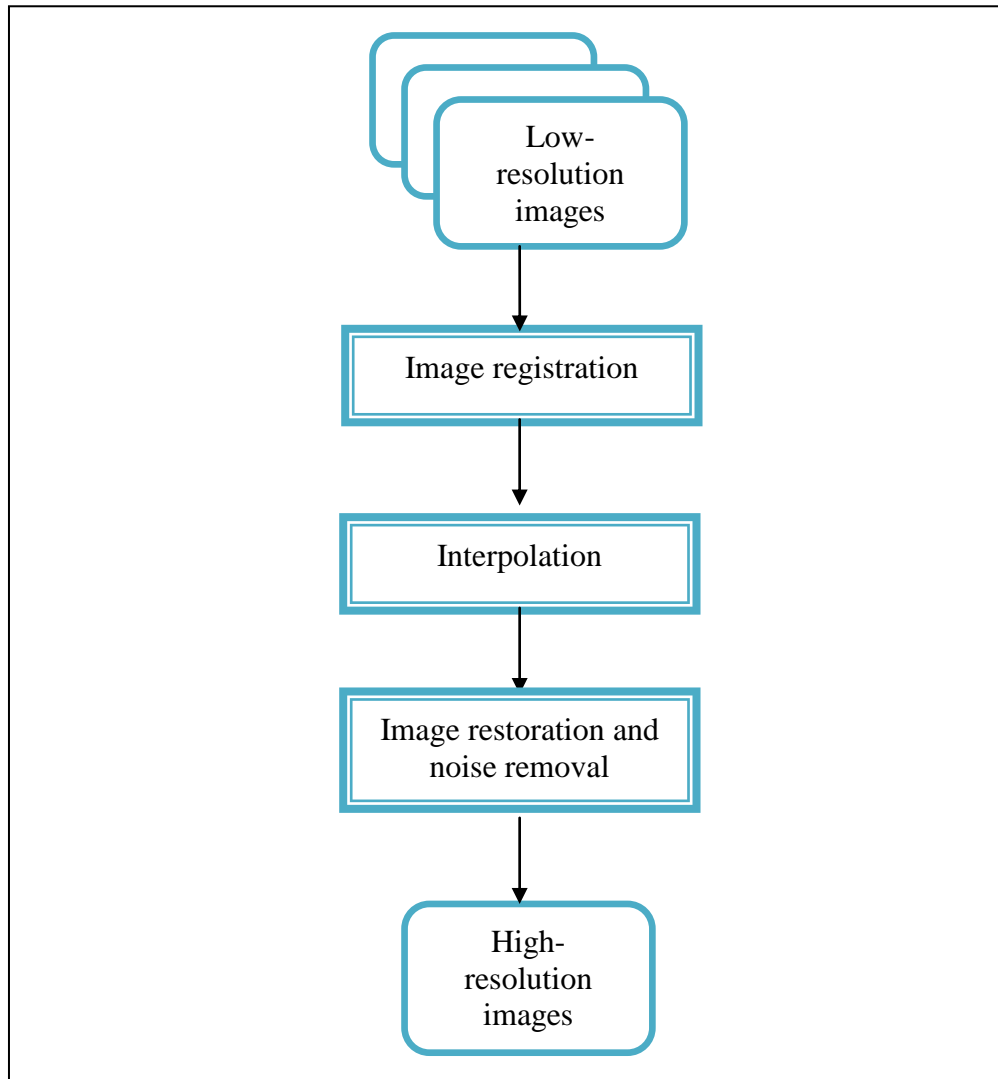 Low-
resolution
images
Image registration
Interpolation
Image restoration and
noise removal
High-
resolution
images